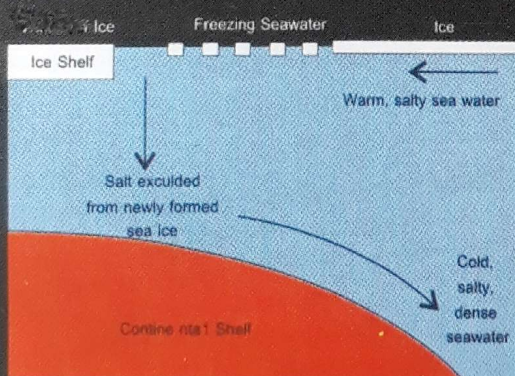 Ice Freezing Seawater Ice
Ice Shelf
Warm, salty sea water
Salt exculded
from newly formed
sea ice
Cold,
salty,
dense
seawater
Contine nta1 Shelf